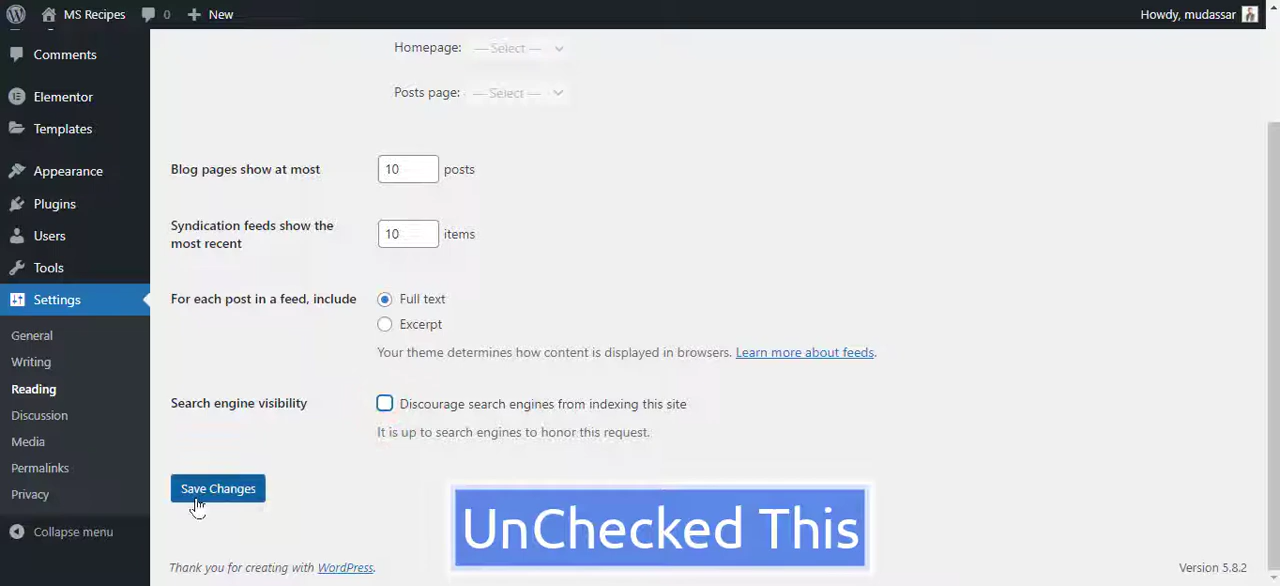 MS Recipes 0 New Howdy, mudassar
Comments
Elementor
Templates
Appearance
Plugins
Users
Tools
Settings
General
Writing
Reading
Discussion
Media
Permalinks
Privacy
Collapse menu
Homepage: — Select —
Posts page: — Select —
Blog pages show at most 10 posts
Syndication feeds show the
most recent 10 items
For each post in a feed, include Full text
Excerpt
Your theme determines how content is displayed in browsers. Learn more about feeds.
Search engine visibility Discourage search engines from indexing this site
It is up to search engines to honor this request.
Save Changes
UnChecked This
Thank you for creating with WordPress. Version 5.8.2